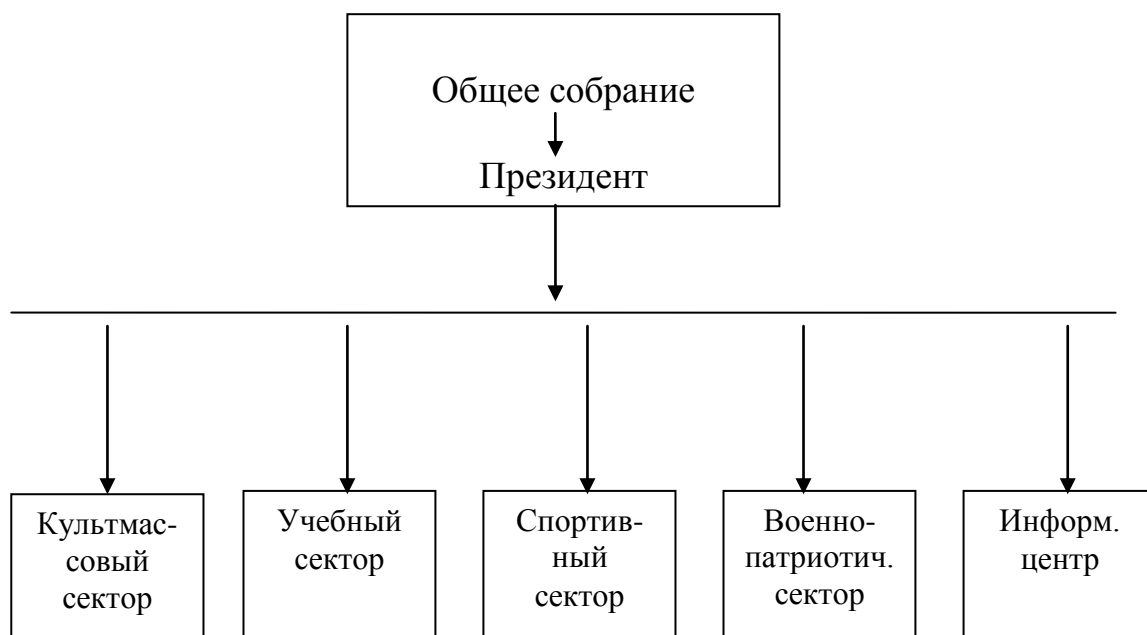 Общее собрание
Президент
Культмас-
совый
сектор
Учебный
сектор
Спортив-
ный
сектор
Военно-
патриотич.
сектор
Информ.
центр